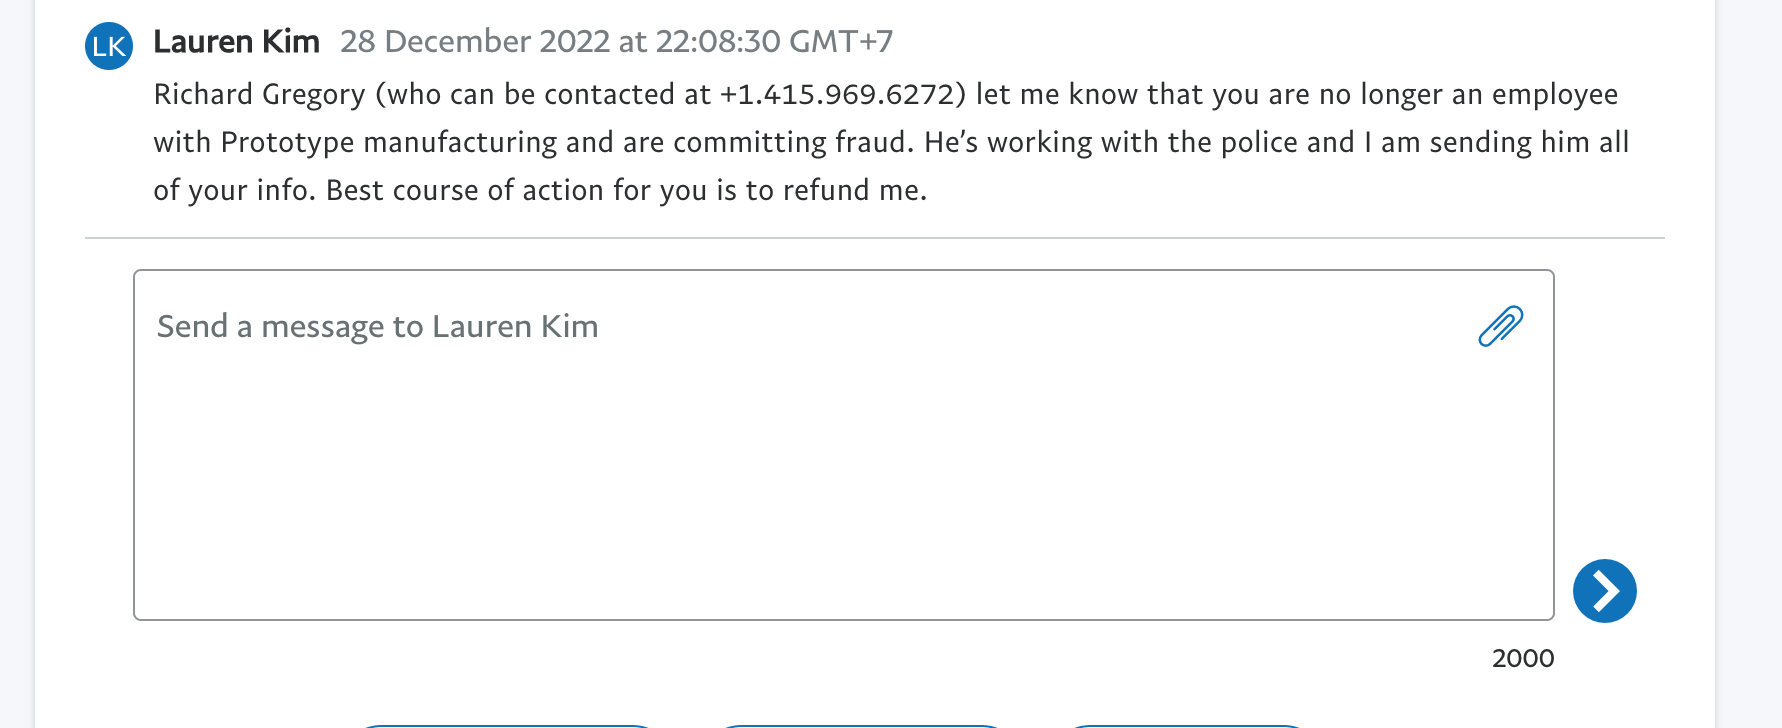 LK Lauren Kim 28 December 2022 at 22:08:30 GMT+7
Richard Gregory (who can be contacted at +1.415.969.6272) let me know that you are no longer an employee
with Prototype manufacturing and are committing fraud. He’s working with the police and I am sending him all
of your info. Best course of action for you is to refund me.
Send a message to Lauren Kim
2000